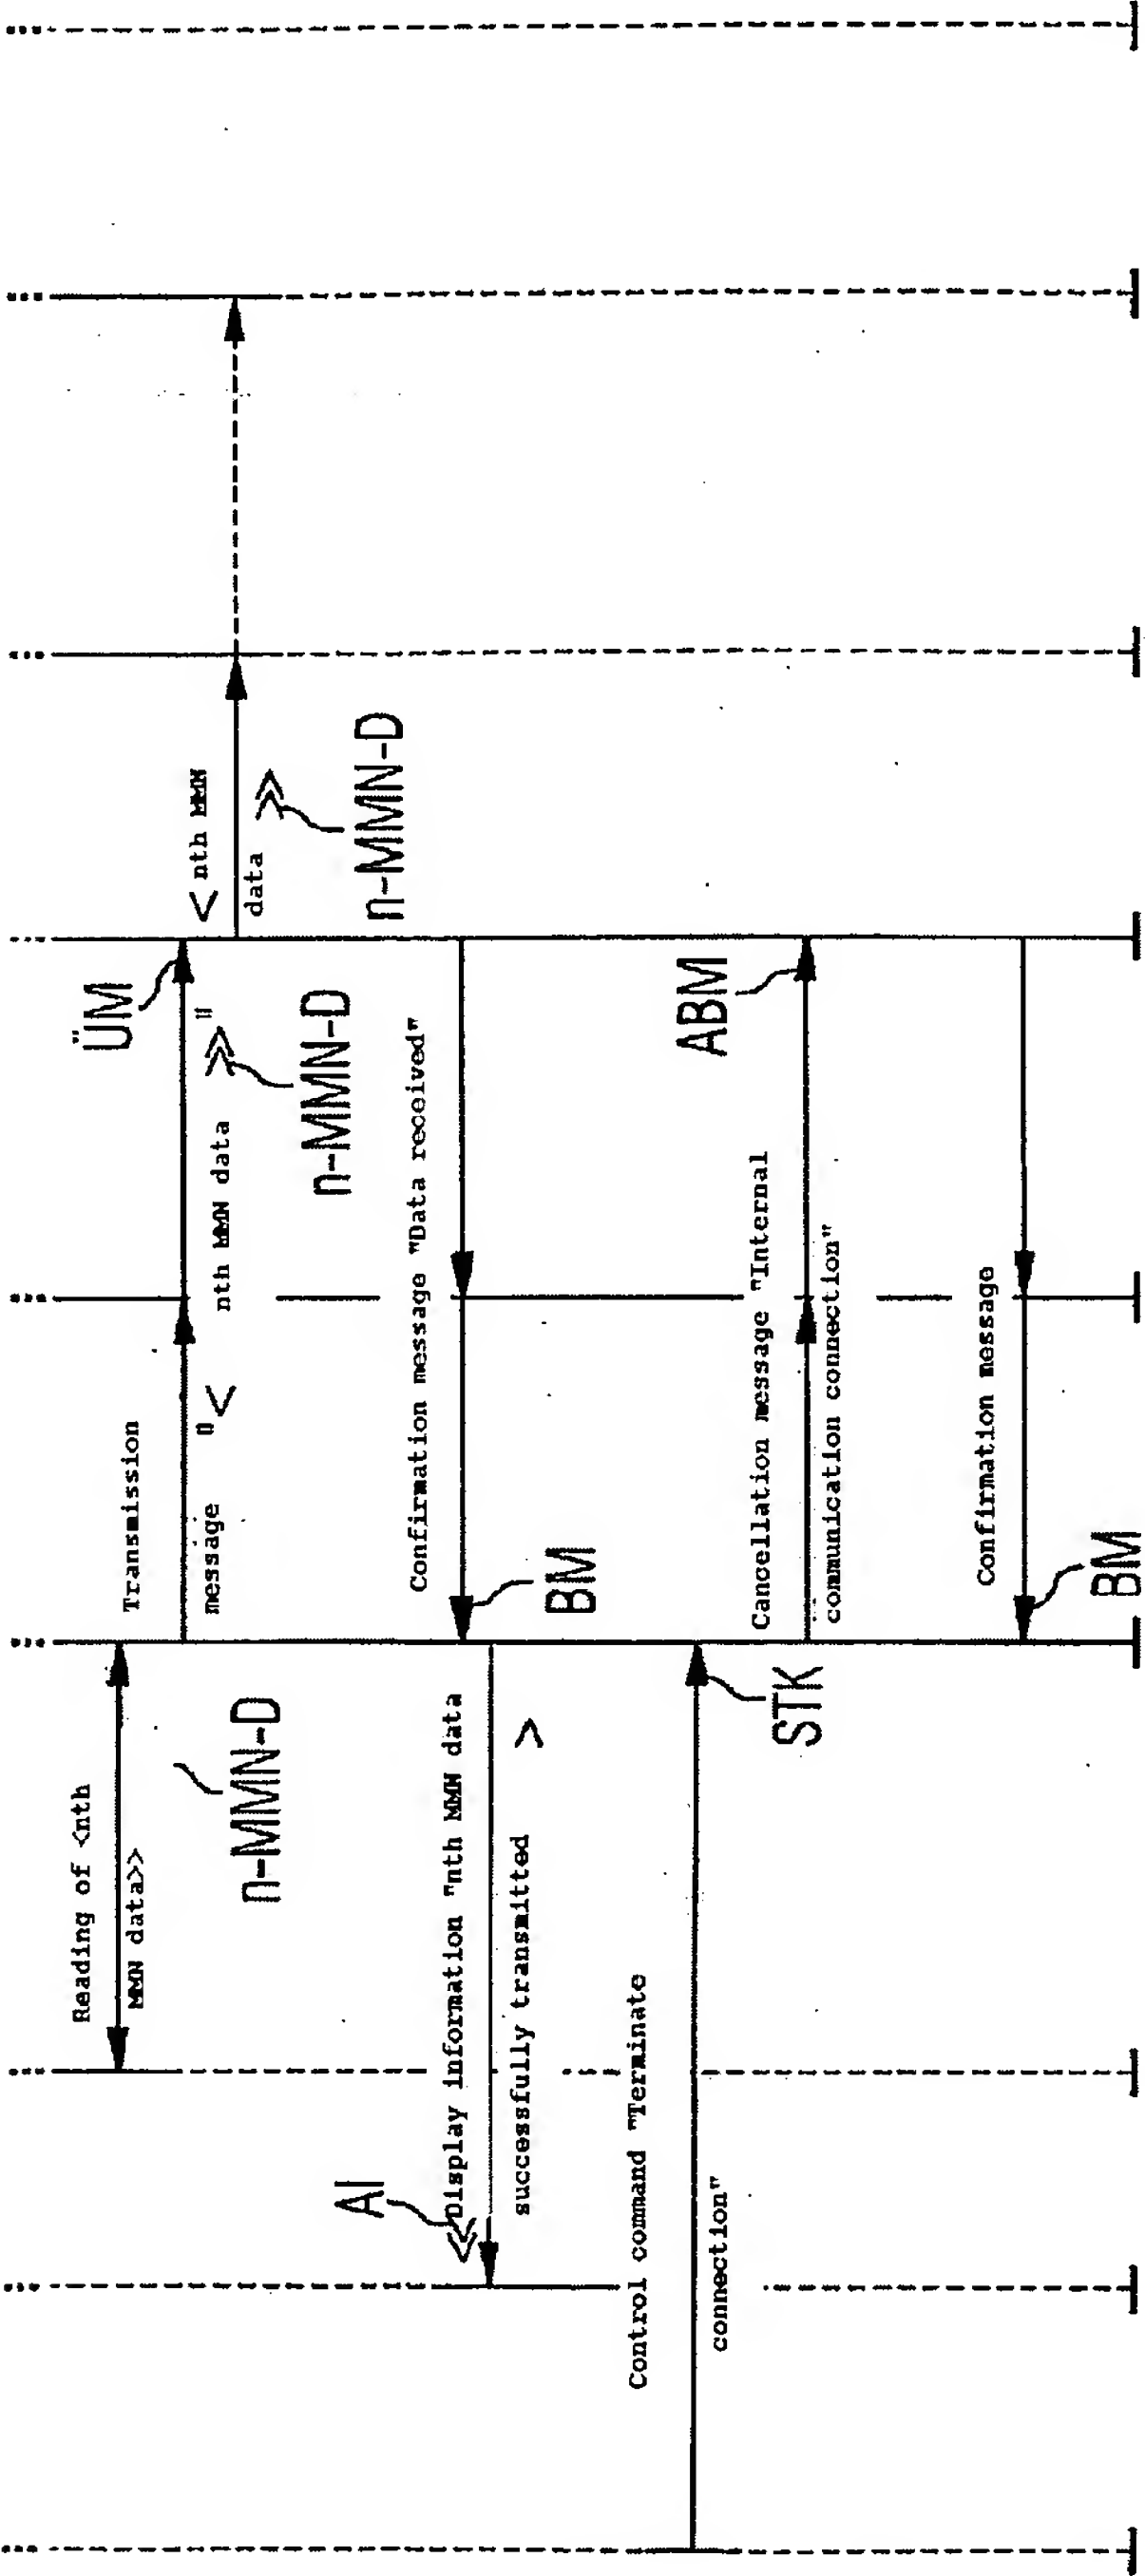 Reading of <nth
MMN data>>
n-MMN-D
Transmission
message "< nth MMN data >>"
ÜM
n-MMN-D
< nth MMN
data >>
n-MMN-D
Confirmation message "Data received"
BM
AI
<<Display information "nth MMN data
successfully transmitted >
Control command "Terminate
connection"
STK
Cancellation message "Internal
communication connection"
ABM
Confirmation message
BM